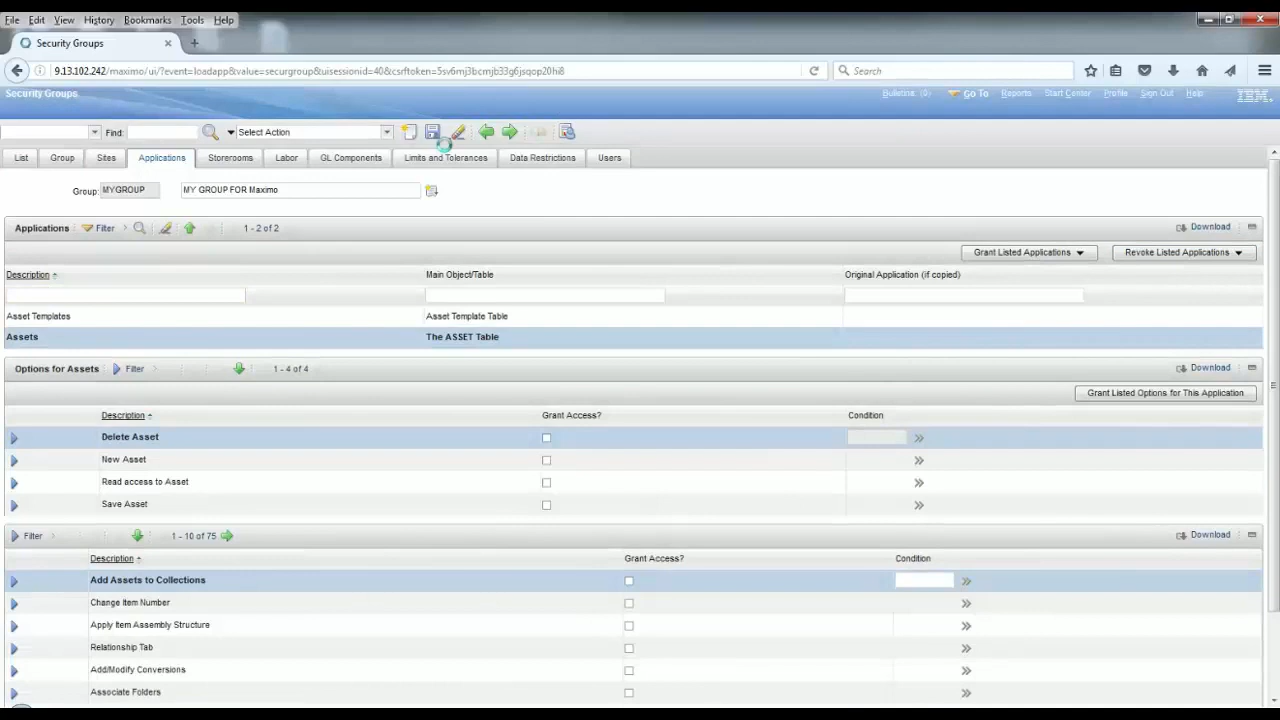 File Edit View History Bookmarks Tools Help
Security Groups
9.13.102.242/maximo/ui/?event=loadapp&value=securgroup&uisessionid=40&csrftoken=5sv6mj3bcmjb33g6jsqop20hi8 Search
Security Groups Bulletins: (0) Go To Reports Start Center Profile Sign Out Help IBM
Find: Select Action
List Group Sites Applications Storerooms Labor GL Components Limits and Tolerances Data Restrictions Users
Group: MYGROUP MY GROUP FOR Maximo
Applications Filter 1 - 2 of 2 Download
Grant Listed Applications Revoke Listed Applications
Description Main Object/Table Original Application (if copied)
Asset Templates Asset Template Table
Assets The ASSET Table
Options for Assets Filter 1 - 4 of 4 Download
Grant Listed Options for This Application
Description Grant Access? Condition
Delete Asset
New Asset
Read access to Asset
Save Asset
Filter 1 - 10 of 75 Download
Description Grant Access? Condition
Add Assets to Collections
Change Item Number
Apply Item Assembly Structure
Relationship Tab
Add/Modify Conversions
Associate Folders